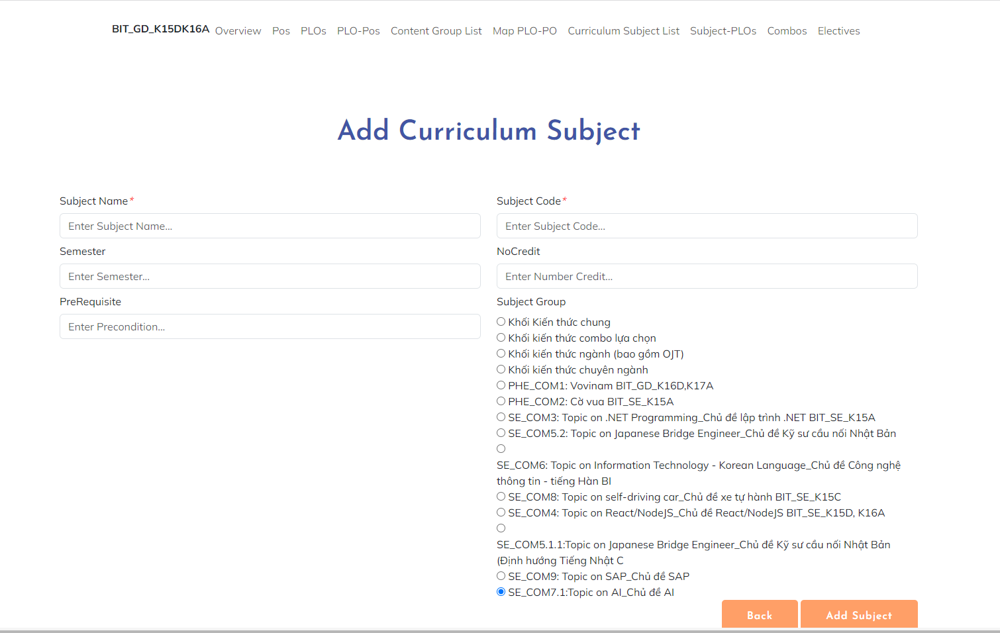 BIT_GD_K15DK16A Overview Pos PLOs PLO-Pos Content Group List Map PLO-PO Curriculum Subject List Subject-PLOs Combos Electives
Add Curriculum Subject
Subject Name*
Enter Subject Name...
Subject Code*
Enter Subject Code...
Semester
Enter Semester...
NoCredit
Enter Number Credit...
PreRequisite
Enter Precondition...
Subject Group
Khối Kiến thức chung
Khối kiến thức combo lựa chọn
Khối kiến thức ngành (bao gồm OJT)
Khối kiến thức chuyên ngành
PHE_COM1: Vovinam BIT_GD_K16D,K17A
PHE_COM2: Cờ vua BIT_SE_K15A
SE_COM3: Topic on .NET Programming_Chủ đề lập trình .NET BIT_SE_K15A
SE_COM5.2: Topic on Japanese Bridge Engineer_Chủ đề Kỹ sư cầu nối Nhật Bản
SE_COM6: Topic on Information Technology - Korean Language_Chủ đề Công nghệ
thông tin - tiếng Hàn BI
SE_COM8: Topic on self-driving car_Chủ đề xe tự hành BIT_SE_K15C
SE_COM4: Topic on React/NodeJS_Chủ đề React/NodeJS BIT_SE_K15D, K16A
SE_COM5.1.1:Topic on Japanese Bridge Engineer_Chủ đề Kỹ sư cầu nối Nhật Bản
(Định hướng Tiếng Nhật C
SE_COM9: Topic on SAP_Chủ đề SAP
SE_COM7.1:Topic on AI_Chủ đề AI
Back
Add Subject